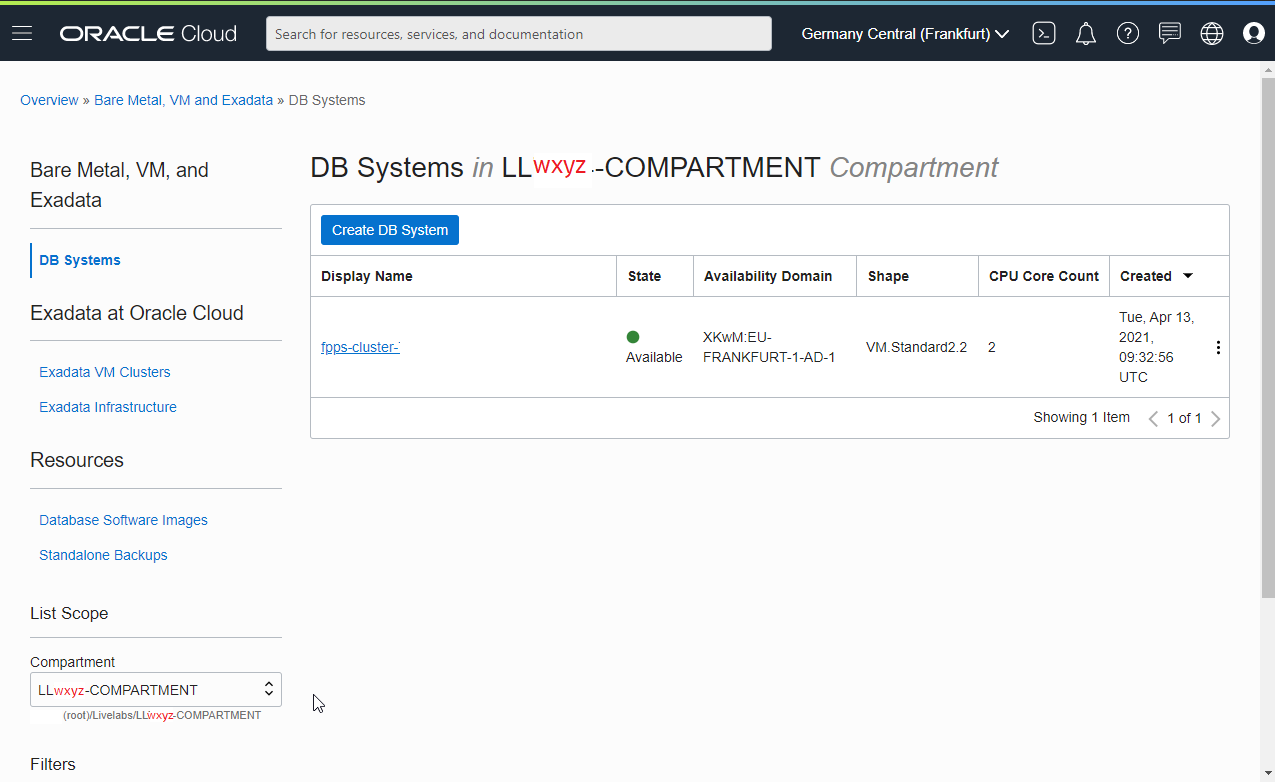 ORACLE Cloud
Search for resources, services, and documentation
Germany Central (Frankfurt)
Overview » Bare Metal, VM and Exadata » DB Systems
Bare Metal, VM, and
Exadata
DB Systems
Exadata at Oracle Cloud
Exadata VM Clusters
Exadata Infrastructure
Resources
Database Software Images
Standalone Backups
List Scope
Compartment
LLwxyz-COMPARTMENT
(root)/Livelabs/LLwxyz-COMPARTMENT
Filters
DB Systems in LLwxyz-COMPARTMENT Compartment
Create DB System
Display Name State Availability Domain Shape CPU Core Count Created
fpps-cluster-
Available
XKwM:EU-
FRANKFURT-1-AD-1
VM.Standard2.2
2
Tue, Apr 13,
2021,
09:32:56
UTC
Showing 1 Item
1 of 1